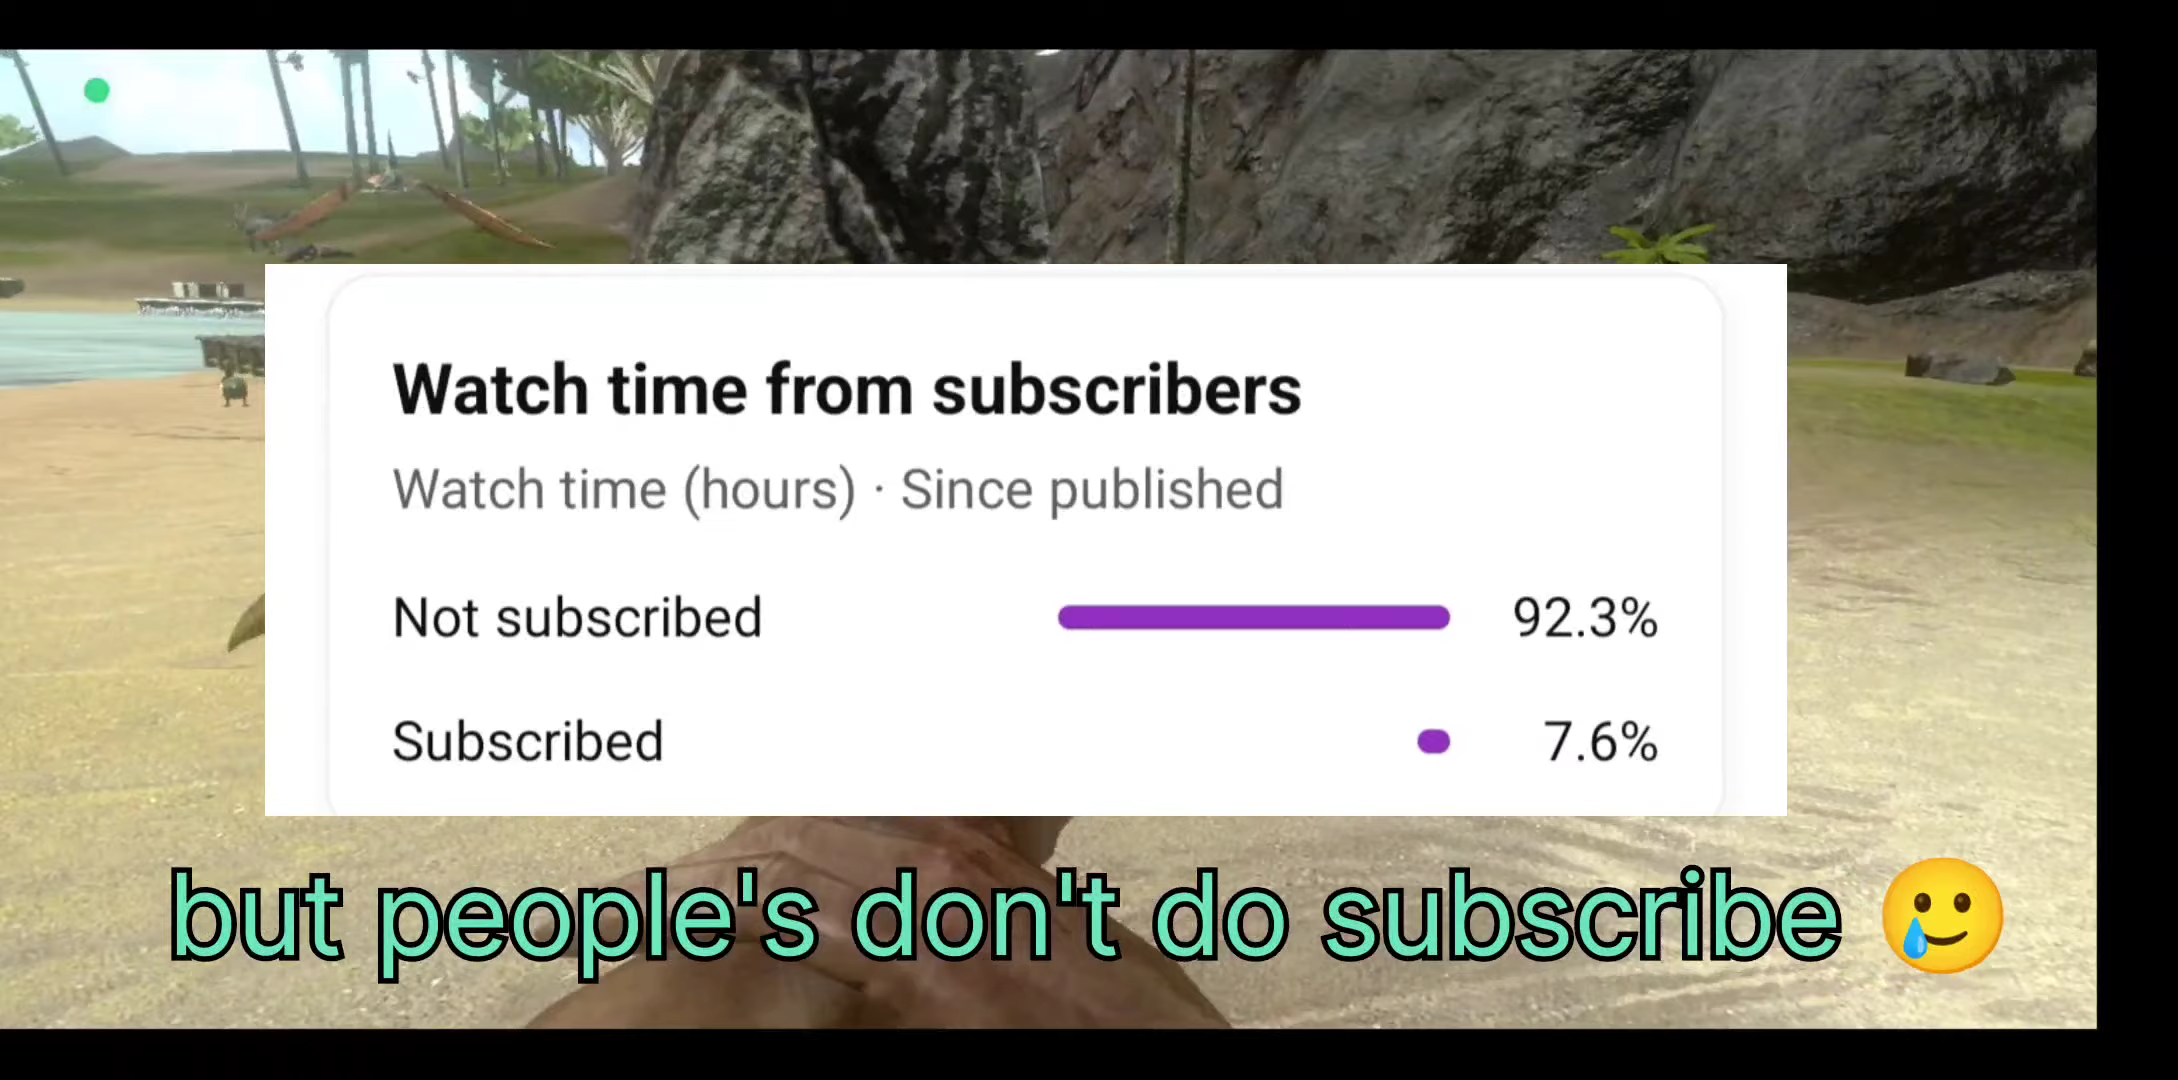 Watch time from subscribers
Watch time (hours) · Since published
Not subscribed 92.3%
Subscribed 7.6%
but people's don't do subscribe 🥲